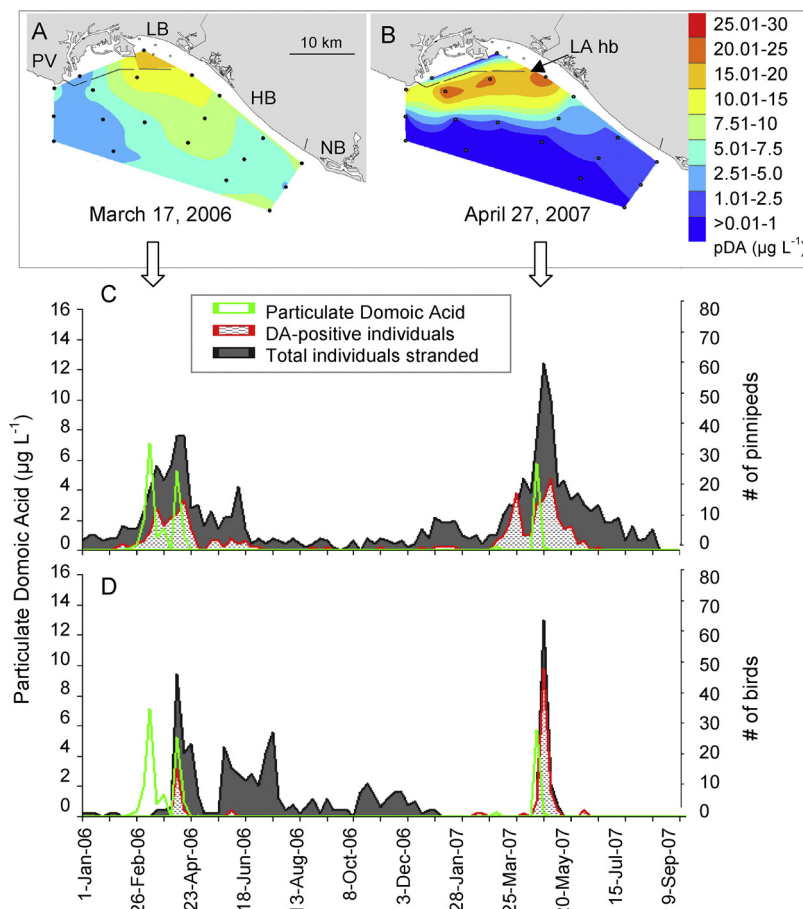 A
LB
10 km
PV
HB
NB
March 17, 2006
B
LA hb
April 27, 2007
25.01-30
20.01-25
15.01-20
10.01-15
7.51-10
5.01-7.5
2.51-5.0
1.01-2.5
>0.01-1
pDA (µg L-1)
C
Particulate Domoic Acid
DA-positive individuals
Total individuals stranded
16
14
12
10
8
6
4
2
0
80
70
60
50
40
30
20
10
0
# of pinnipeds
Particulate Domoic Acid (µg L-1)
D
16
14
12
10
8
6
4
2
0
80
70
60
50
40
30
20
10
0
# of birds
1-Jan-06
26-Feb-06
23-Apr-06
18-Jun-06
13-Aug-06
8-Oct-06
3-Dec-06
28-Jan-07
25-Mar-07
20-May-07
15-Jul-07
9-Sep-07